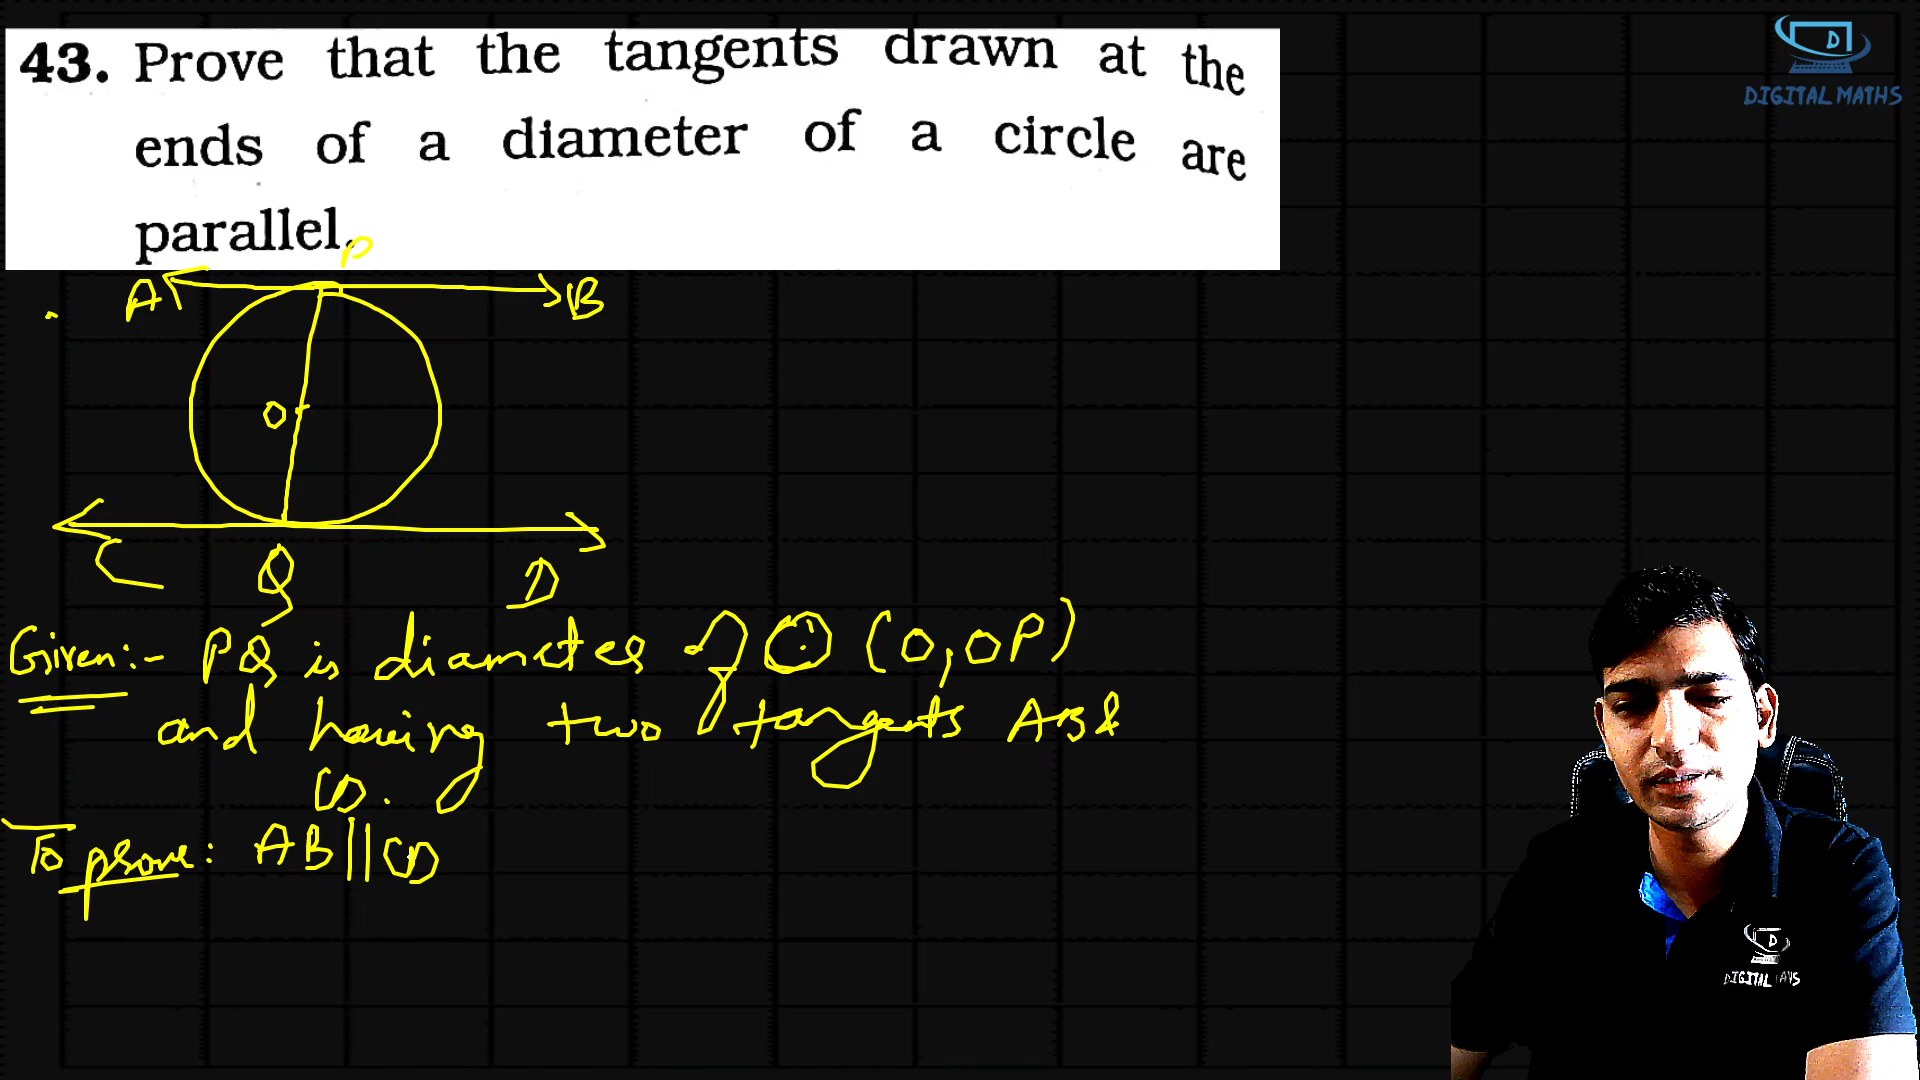 43. Prove that the tangents drawn at the
ends of a diameter of a circle are
parallel.
DIGITAL MATHS
P
A B
O
C Q D
Given:- PQ is diameter of ⊙ (O, OP)
and having two tangents AB &
CD.
To prove: AB || CD
DIGITAL